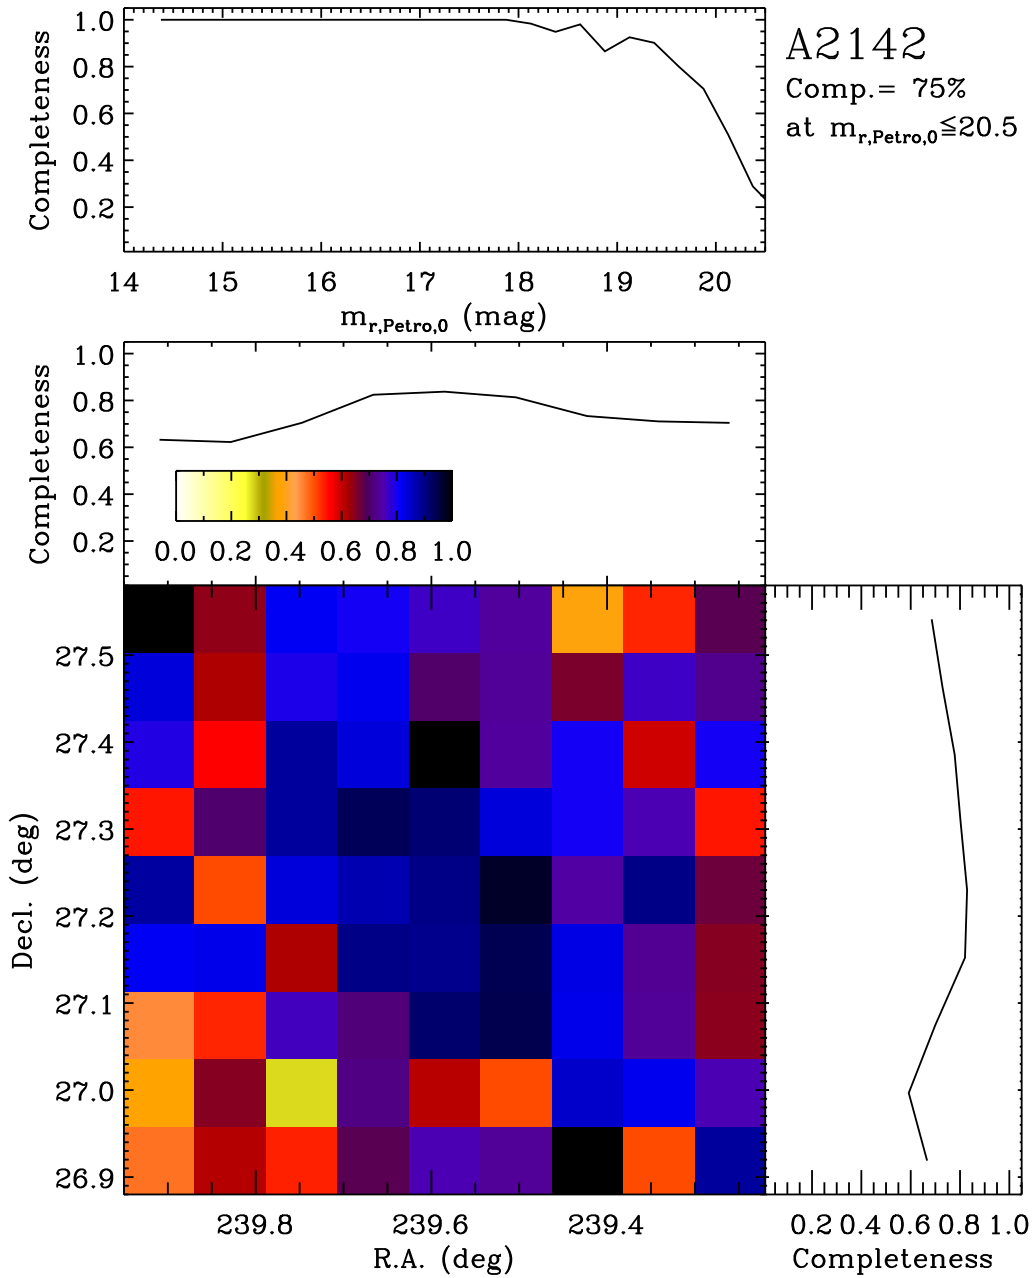 A2142
Comp.= 75%
at m_r,Petro,0≦20.5
1.0
0.8
0.6
0.4
0.2
Completeness
14 15 16 17 18 19 20
m_r,Petro,0 (mag)
1.0
0.8
0.6
0.4
0.2
Completeness
0.0 0.2 0.4 0.6 0.8 1.0
27.5
27.4
27.3
27.2
27.1
27.0
26.9
Decl. (deg)
239.8 239.6 239.4
R.A. (deg)
0.2 0.4 0.6 0.8 1.0
Completeness